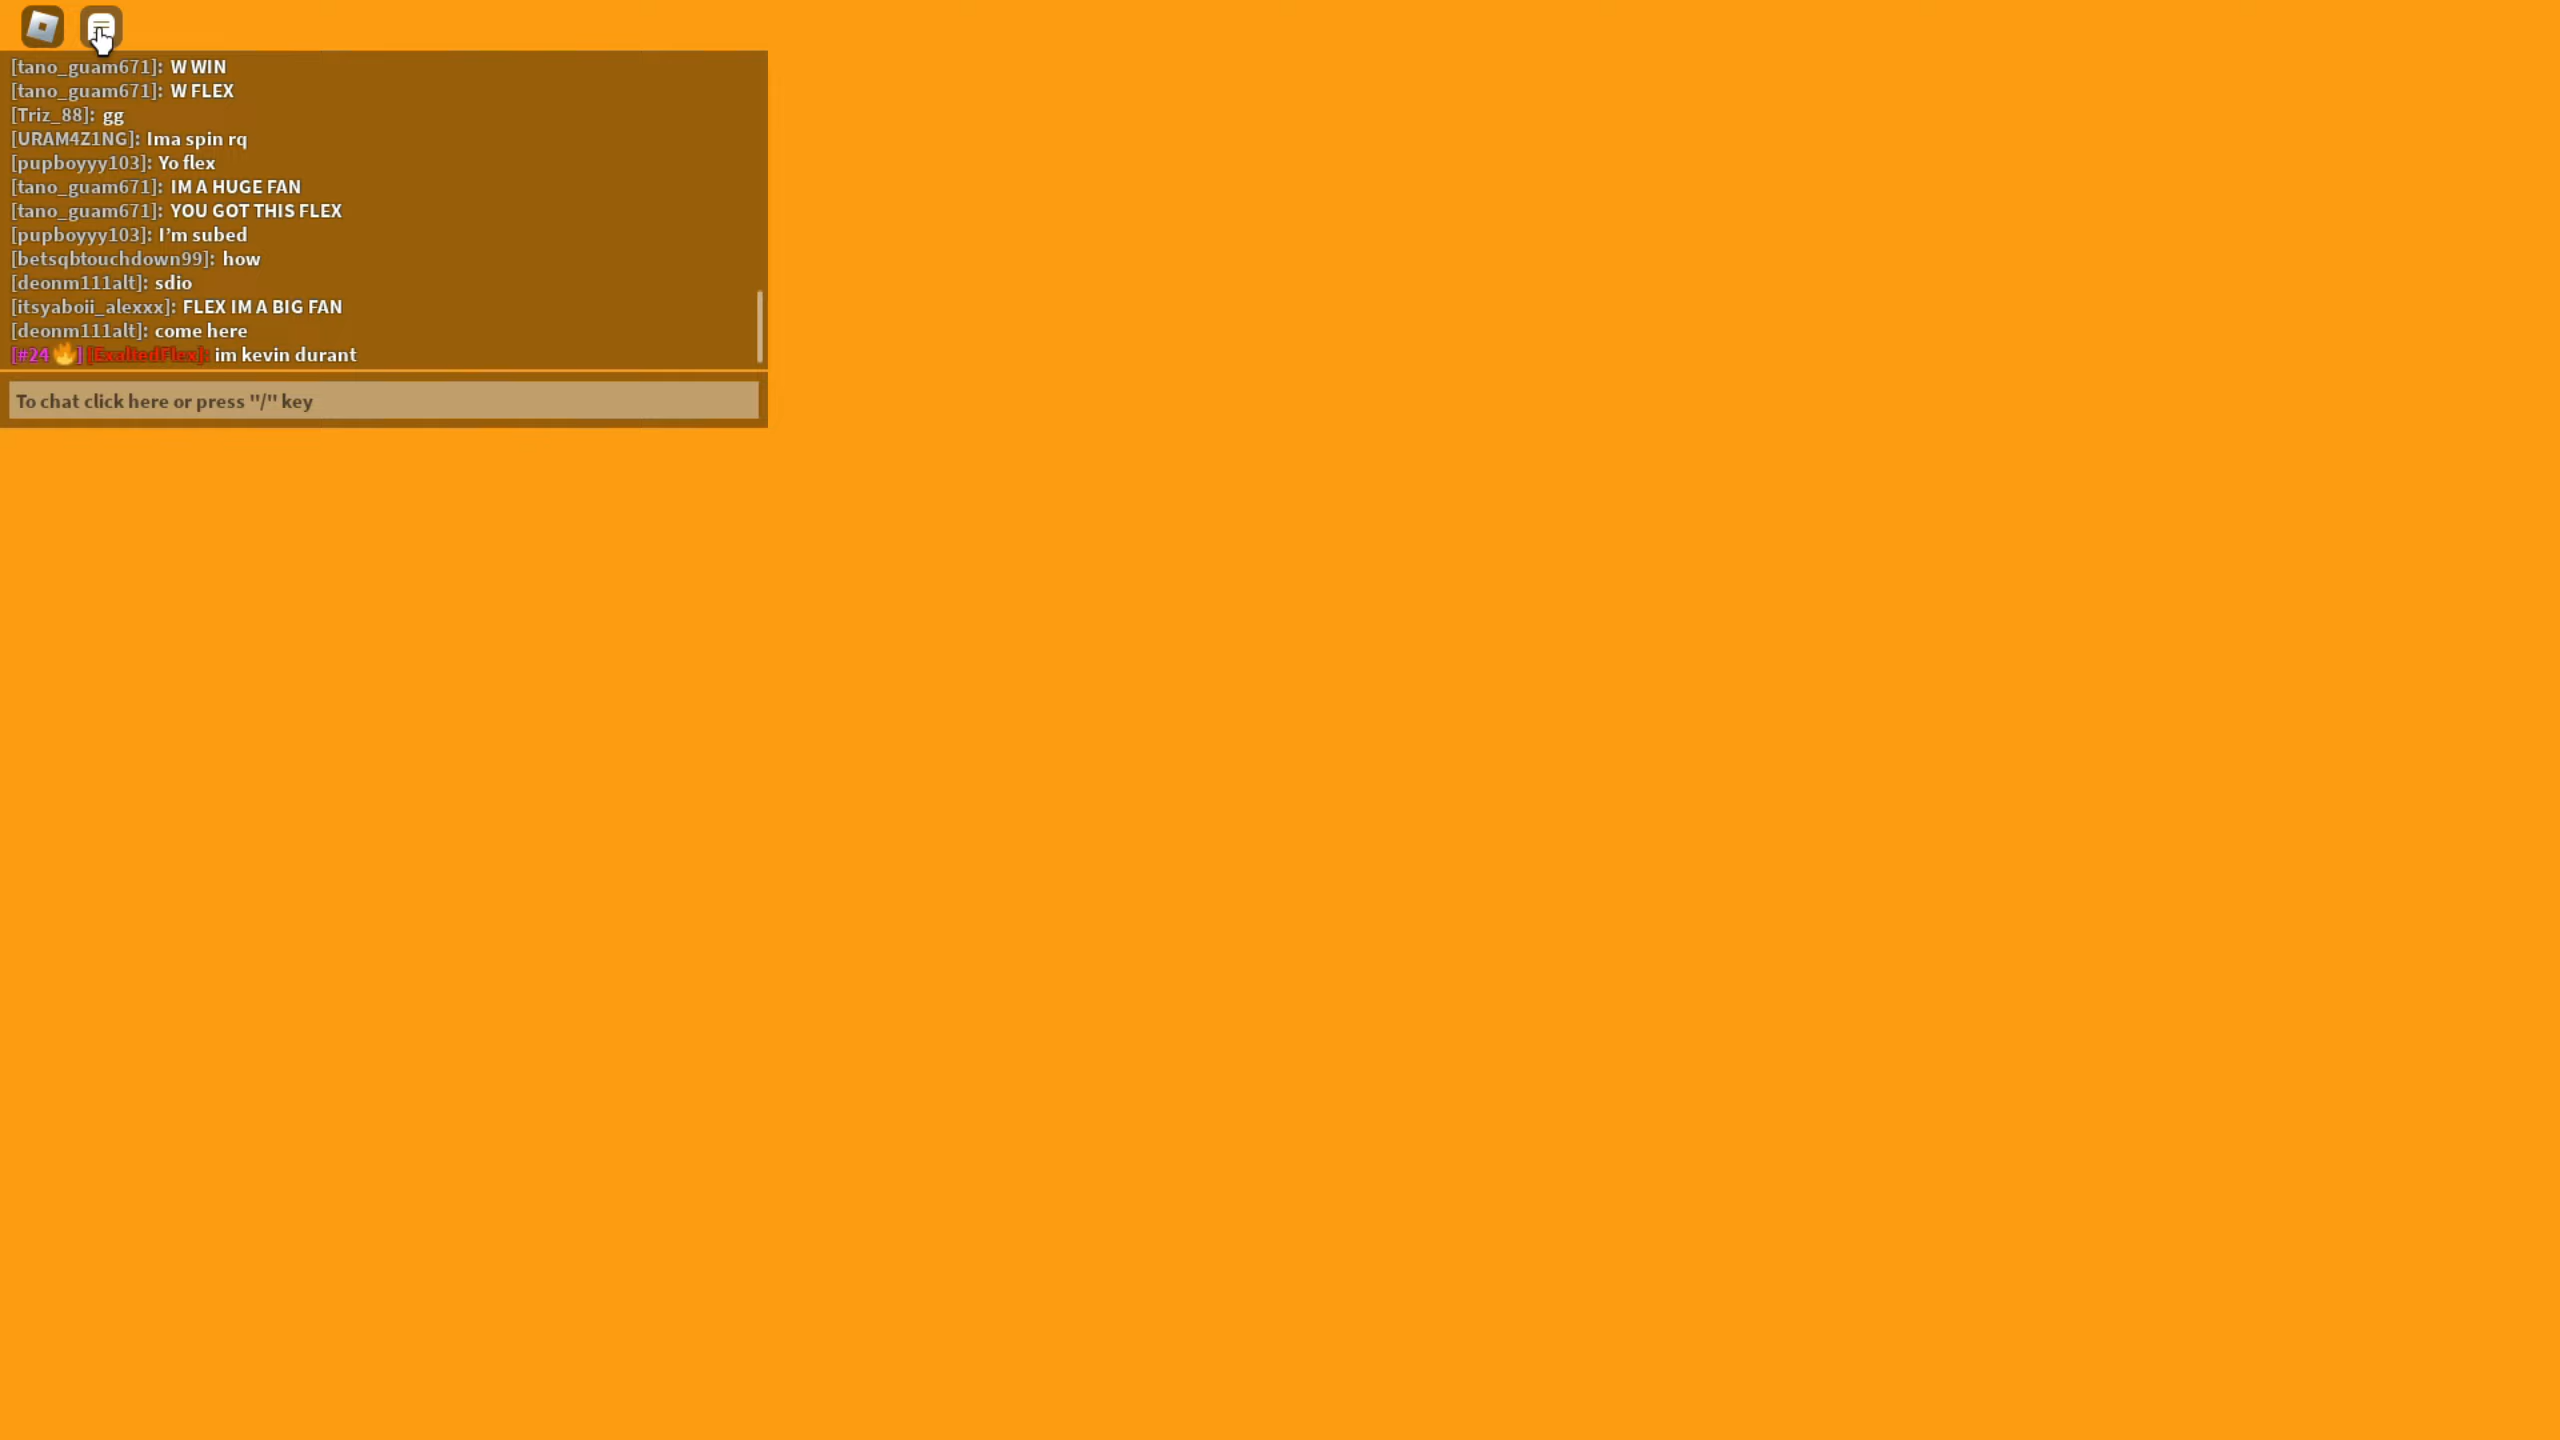 [tano_guam671]: W WIN
[tano_guam671]: W FLEX
[Triz_88]: gg
[URAM4Z1NG]: Ima spin rq
[pupboyyy103]: Yo flex
[tano_guam671]: IM A HUGE FAN
[tano_guam671]: YOU GOT THIS FLEX
[pupboyyy103]: I’m subed
[betsqbtouchdown99]: how
[deonm111alt]: sdio
[itsyaboii_alexxx]: FLEX IM A BIG FAN
[deonm111alt]: come here
[#24🔥] [ExaltedFlex]: im kevin durant
To chat click here or press "/" key